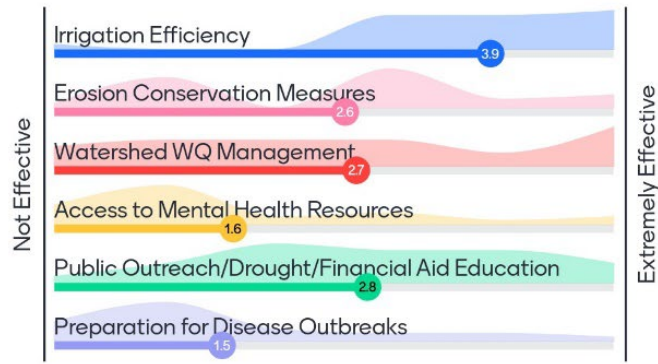 Irrigation Efficiency
3.9
Erosion Conservation Measures
2.6
Watershed WQ Management
2.7
Access to Mental Health Resources
1.6
Public Outreach/Drought/Financial Aid Education
2.8
Preparation for Disease Outbreaks
1.5
Not Effective
Extremely Effective